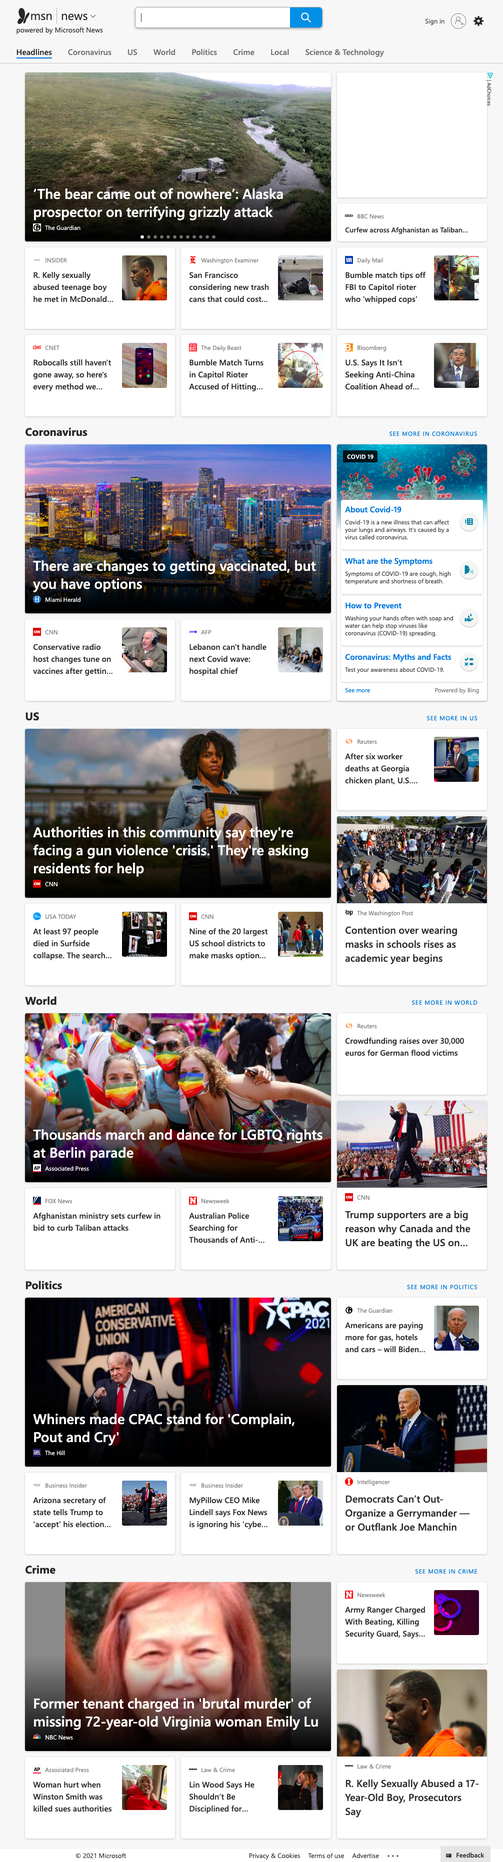 msn news
powered by Microsoft News
Sign in
Headlines Coronavirus US World Politics Crime Local Science & Technology
AdChoices
'The bear came out of nowhere': Alaska
prospector on terrifying grizzly attack
The Guardian
BBC News
Curfew across Afghanistan as Taliban...
INSIDER
R. Kelly sexually
abused teenage boy
he met in McDonald...
Washington Examiner
San Francisco
considering new trash
cans that could cost...
Daily Mail
Bumble match tips off
FBI to Capitol rioter
who 'whipped cops'
CNET
Robocalls still haven't
gone away, so here's
every method we...
The Daily Beast
Bumble Match Turns
in Capitol Rioter
Accused of Hitting...
Bloomberg
U.S. Says It Isn't
Seeking Anti-China
Coalition Ahead of...
Coronavirus
SEE MORE IN CORONAVIRUS
There are changes to getting vaccinated, but
you have options
Miami Herald
COVID 19
About Covid-19
Covid-19 is a new illness that can affect
your lungs and airways. It's caused by a
virus called coronavirus.
What are the Symptoms
Symptoms of COVID-19 are cough, high
temperature and shortness of breath.
How to Prevent
Washing your hands often with soap and
water can help stop viruses like
coronavirus (COVID-19) spreading.
Coronavirus: Myths and Facts
Test your awareness about COVID-19.
See more
Powered by Bing
CNN
Conservative radio
host changes tune on
vaccines after gettin...
AFP
Lebanon can't handle
next Covid wave:
hospital chief
US
SEE MORE IN US
Authorities in this community say they're
facing a gun violence 'crisis.' They're asking
residents for help
CNN
Reuters
After six worker
deaths at Georgia
chicken plant, U.S....
The Washington Post
Contention over wearing
masks in schools rises as
academic year begins
USA TODAY
At least 97 people
died in Surfside
collapse. The search...
CNN
Nine of the 20 largest
US school districts to
make masks option...
World
SEE MORE IN WORLD
Thousands march and dance for LGBTQ rights
at Berlin parade
Associated Press
Reuters
Crowdfunding raises over 30,000
euros for German flood victims
CNN
Trump supporters are a big
reason why Canada and the
UK are beating the US on...
FOX News
Afghanistan ministry sets curfew in
bid to curb Taliban attacks
Newsweek
Australian Police
Searching for
Thousands of Anti-...
Politics
SEE MORE IN POLITICS
AMERICAN
CONSERVATIVE
UNION
CPAC
2021
CPAC
Whiners made CPAC stand for 'Complain,
Pout and Cry'
The Hill
The Guardian
Americans are paying
more for gas, hotels
and cars – will Biden...
Intelligencer
Democrats Can't Out-
Organize a Gerrymander —
or Outflank Joe Manchin
Business Insider
Arizona secretary of
state tells Trump to
'accept' his election...
Business Insider
MyPillow CEO Mike
Lindell says Fox News
is ignoring his 'cybe...
Crime
SEE MORE IN CRIME
Former tenant charged in 'brutal murder' of
missing 72-year-old Virginia woman Emily Lu
NBC News
Newsweek
Army Ranger Charged
With Beating, Killing
Security Guard, Says...
Law & Crime
R. Kelly Sexually Abused a 17-
Year-Old Boy, Prosecutors
Say
Associated Press
Woman hurt when
Winston Smith was
killed sues authorities
Law & Crime
Lin Wood Says He
Shouldn't Be
Disciplined for...
© 2021 Microsoft
Privacy & Cookies Terms of use Advertise
Feedback